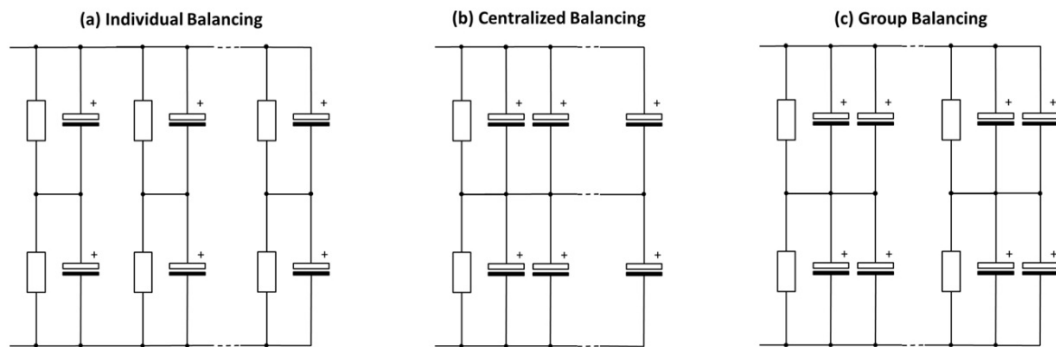 (a) Individual Balancing
(b) Centralized Balancing
(c) Group Balancing
+ + + + + + + + + +
+ + + + + + + + + +